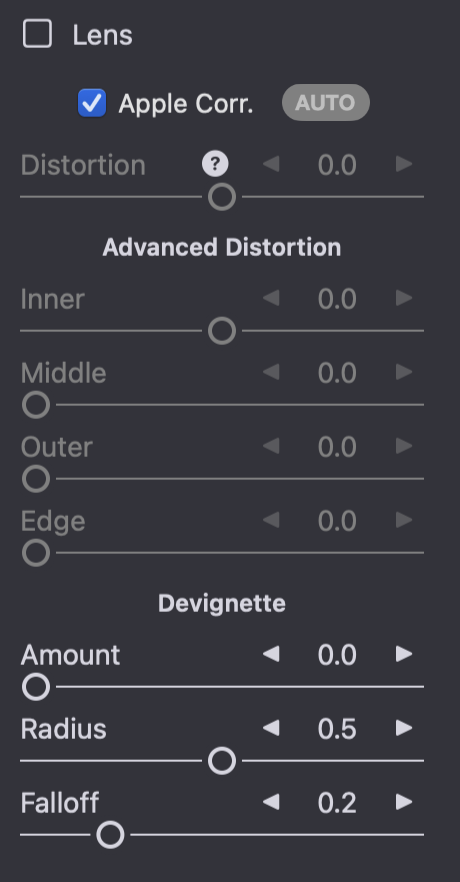 Lens
Apple Corr. AUTO
Distortion ? 0.0
Advanced Distortion
Inner 0.0
Middle 0.0
Outer 0.0
Edge 0.0
Devignette
Amount 0.0
Radius 0.5
Falloff 0.2